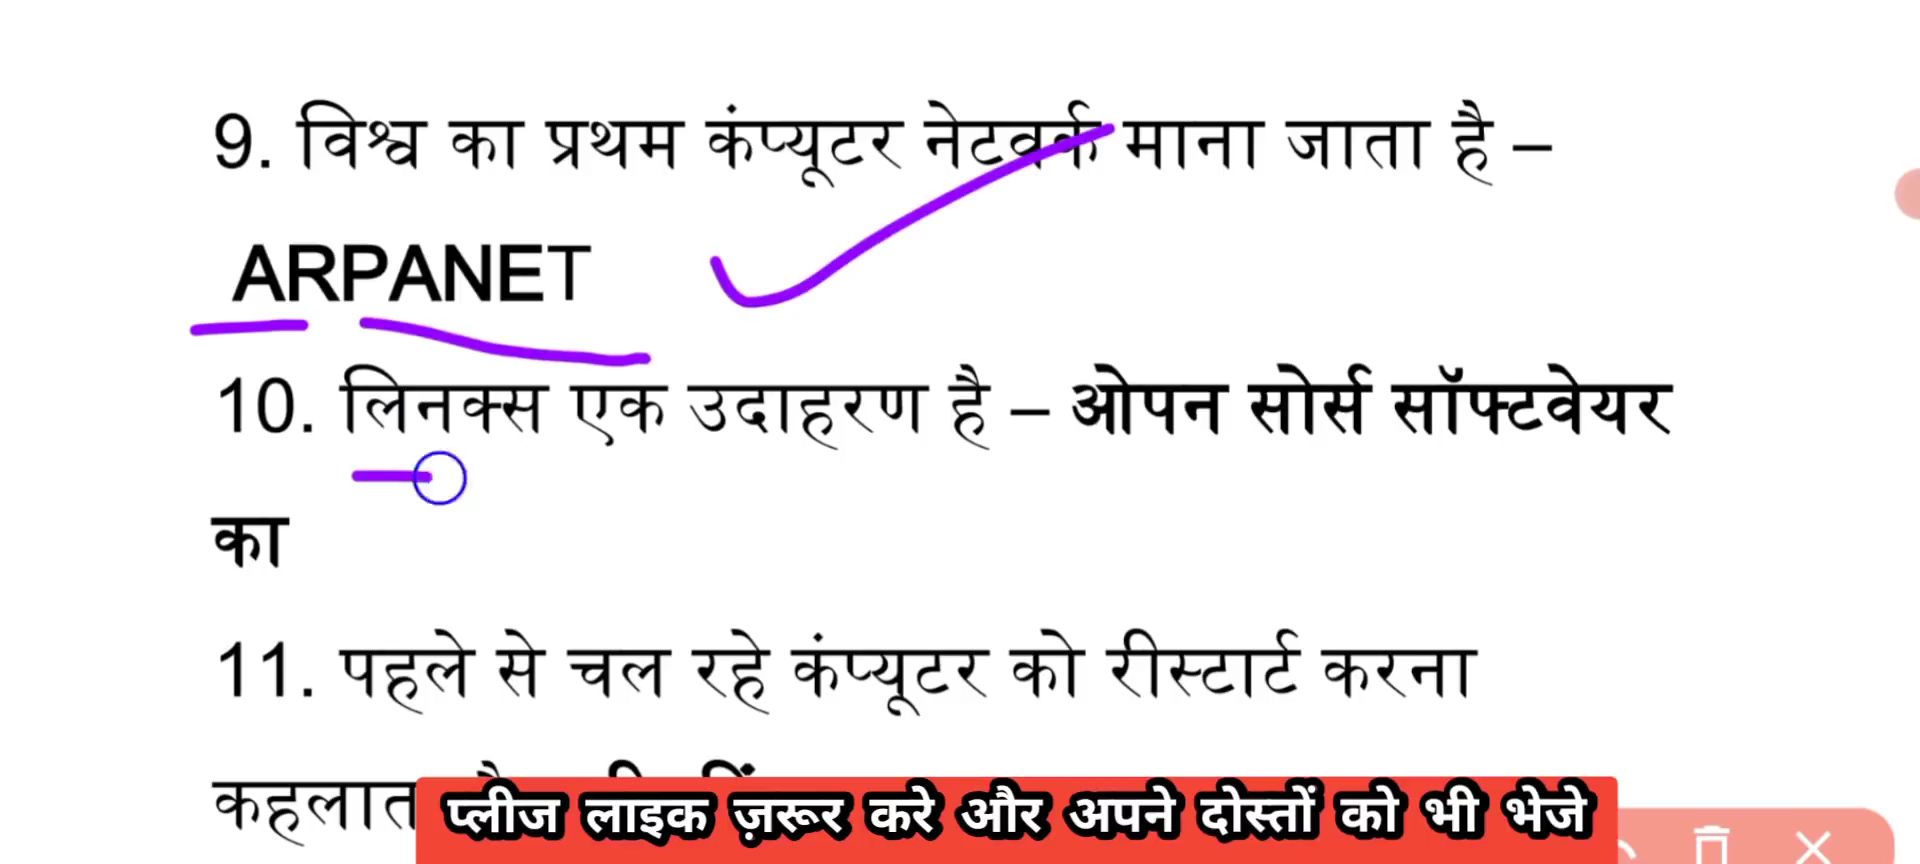 9. विश्व का प्रथम कंप्यूटर नेटवर्क माना जाता है –
ARPANET
10. लिनक्स एक उदाहरण है – ओपन सोर्स सॉफ्टवेयर
का
11. पहले से चल रहे कंप्यूटर को रीस्टार्ट करना
प्लीज लाइक ज़रूर करे और अपने दोस्तों को भी भेजे